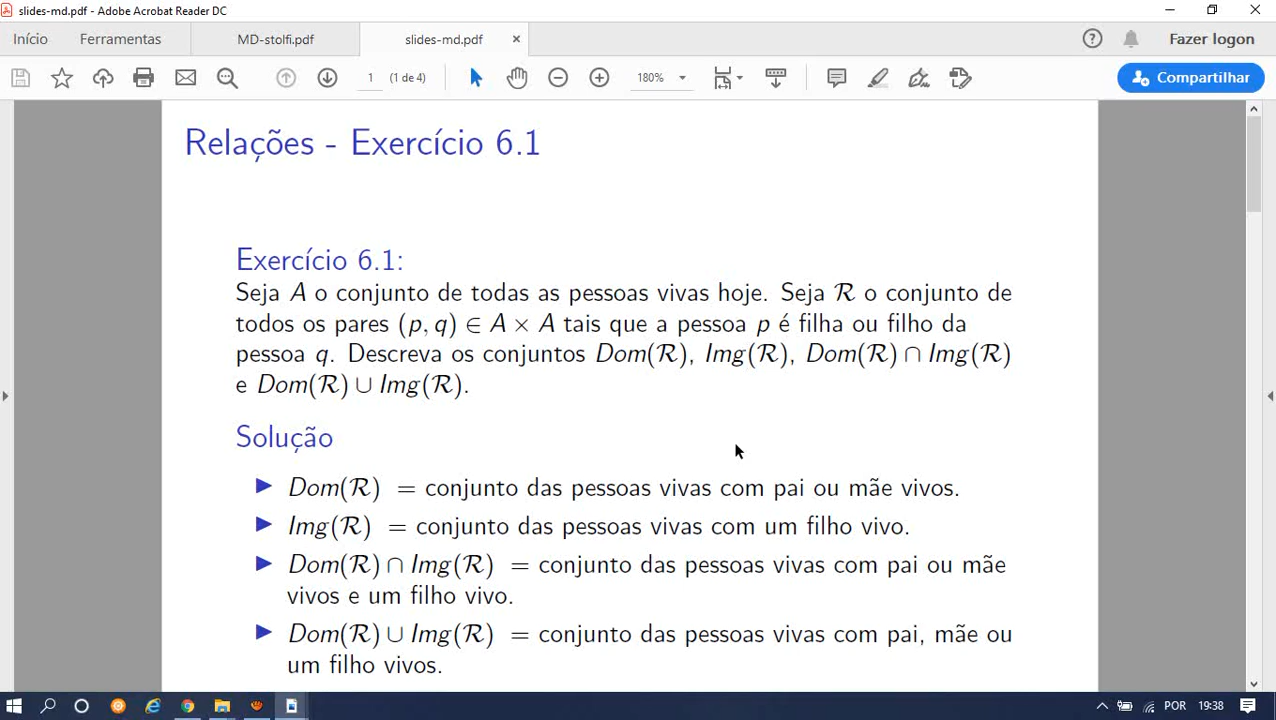 slides-md.pdf - Adobe Acrobat Reader DC
Início Ferramentas MD-stolfi.pdf slides-md.pdf × Fazer logon
1 (1 de 4) 180% Compartilhar
Relações - Exercício 6.1
Exercício 6.1:
Seja A o conjunto de todas as pessoas vivas hoje. Seja ℛ o conjunto de
todos os pares (p, q) ∈ A × A tais que a pessoa p é filha ou filho da
pessoa q. Descreva os conjuntos Dom(ℛ), Img(ℛ), Dom(ℛ) ∩ Img(ℛ)
e Dom(ℛ) ∪ Img(ℛ).
Solução
▶ Dom(ℛ) = conjunto das pessoas vivas com pai ou mãe vivos.
▶ Img(ℛ) = conjunto das pessoas vivas com um filho vivo.
▶ Dom(ℛ) ∩ Img(ℛ) = conjunto das pessoas vivas com pai ou mãe
vivos e um filho vivo.
▶ Dom(ℛ) ∪ Img(ℛ) = conjunto das pessoas vivas com pai, mãe ou
um filho vivos.
POR 19:38